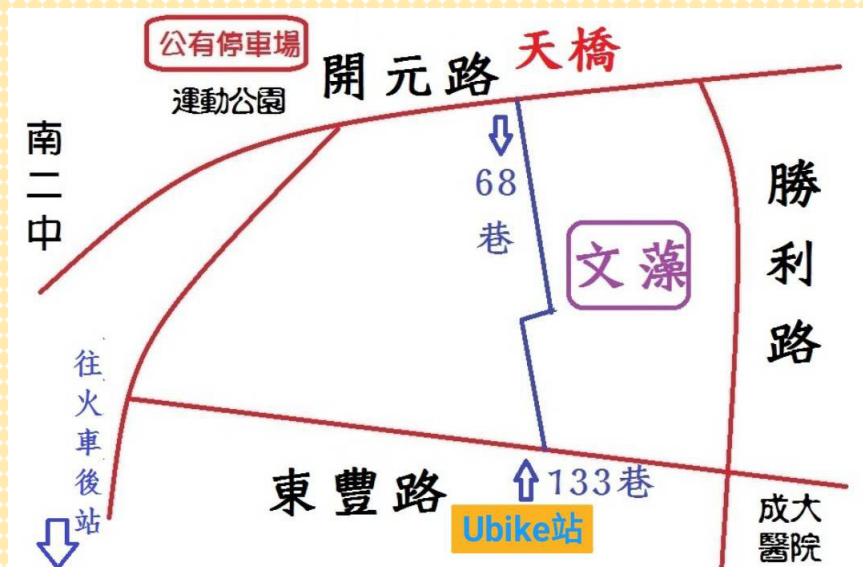 公有停車場
運動公園
開元路
天橋
南二中
68
巷
文藻
勝利路
往火車後站
東豐路
133巷
Ubike站
成大
醫院